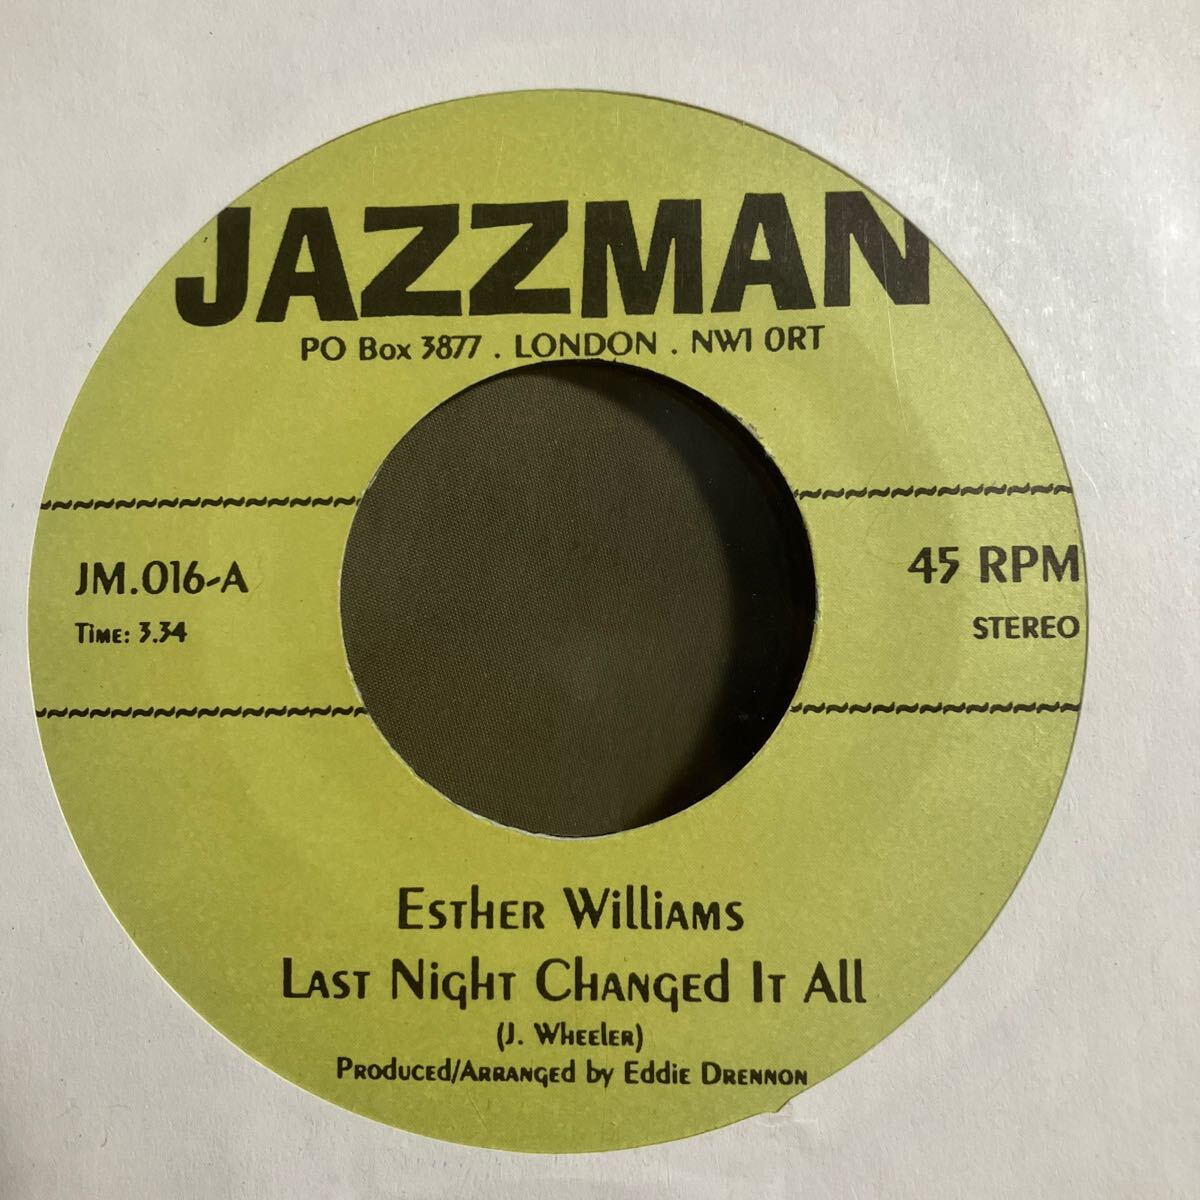 JAZZMAN
PO Box 3877 . LONDON . NW1 0RT
JM.016-A
Time: 3.34
45 RPM
STEREO
Esther Williams
Last Night Changed It All
(J. Wheeler)
Produced/Arranged by Eddie Drennon